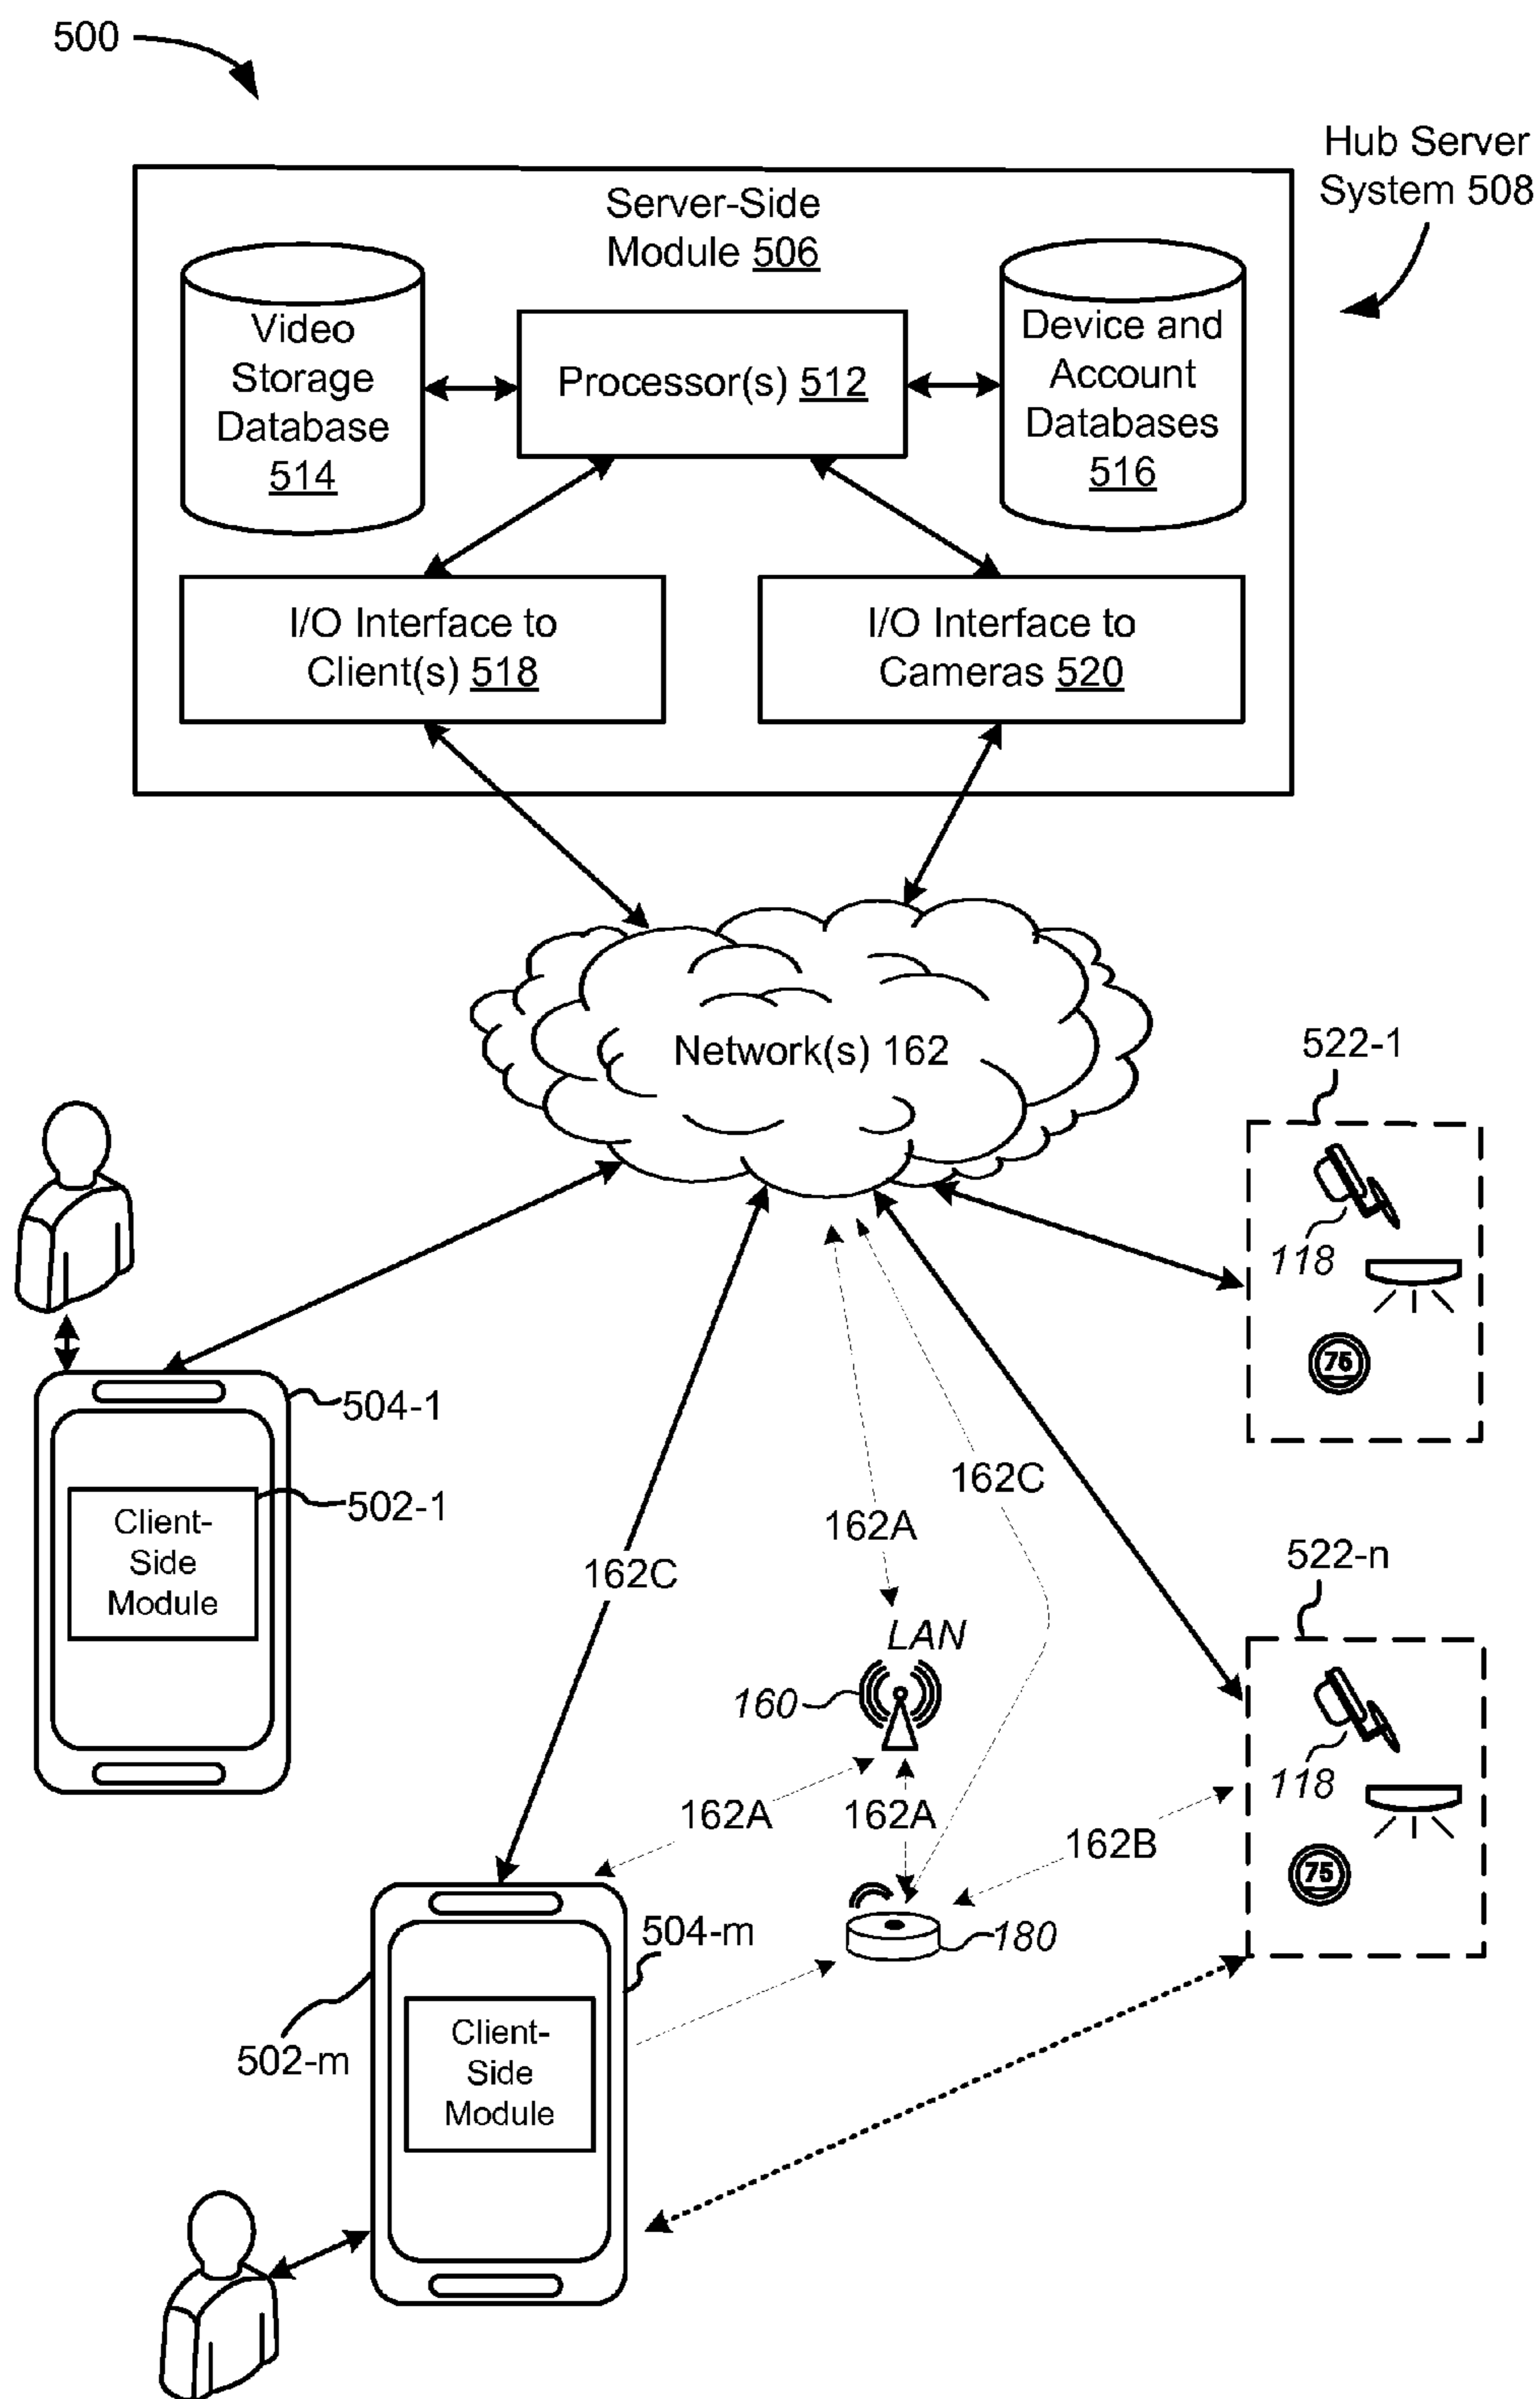 500
Hub Server
System 508
Server-Side
Module 506
Video
Storage
Database
514
Processor(s) 512
Device and
Account
Databases
516
I/O Interface to
Client(s) 518
I/O Interface to
Cameras 520
Network(s) 162
522-1
118
75
504-1
502-1
Client-
Side
Module
162C
162A
162C
LAN
160
162A
162A
162B
180
522-n
118
75
504-m
502-m
Client-
Side
Module